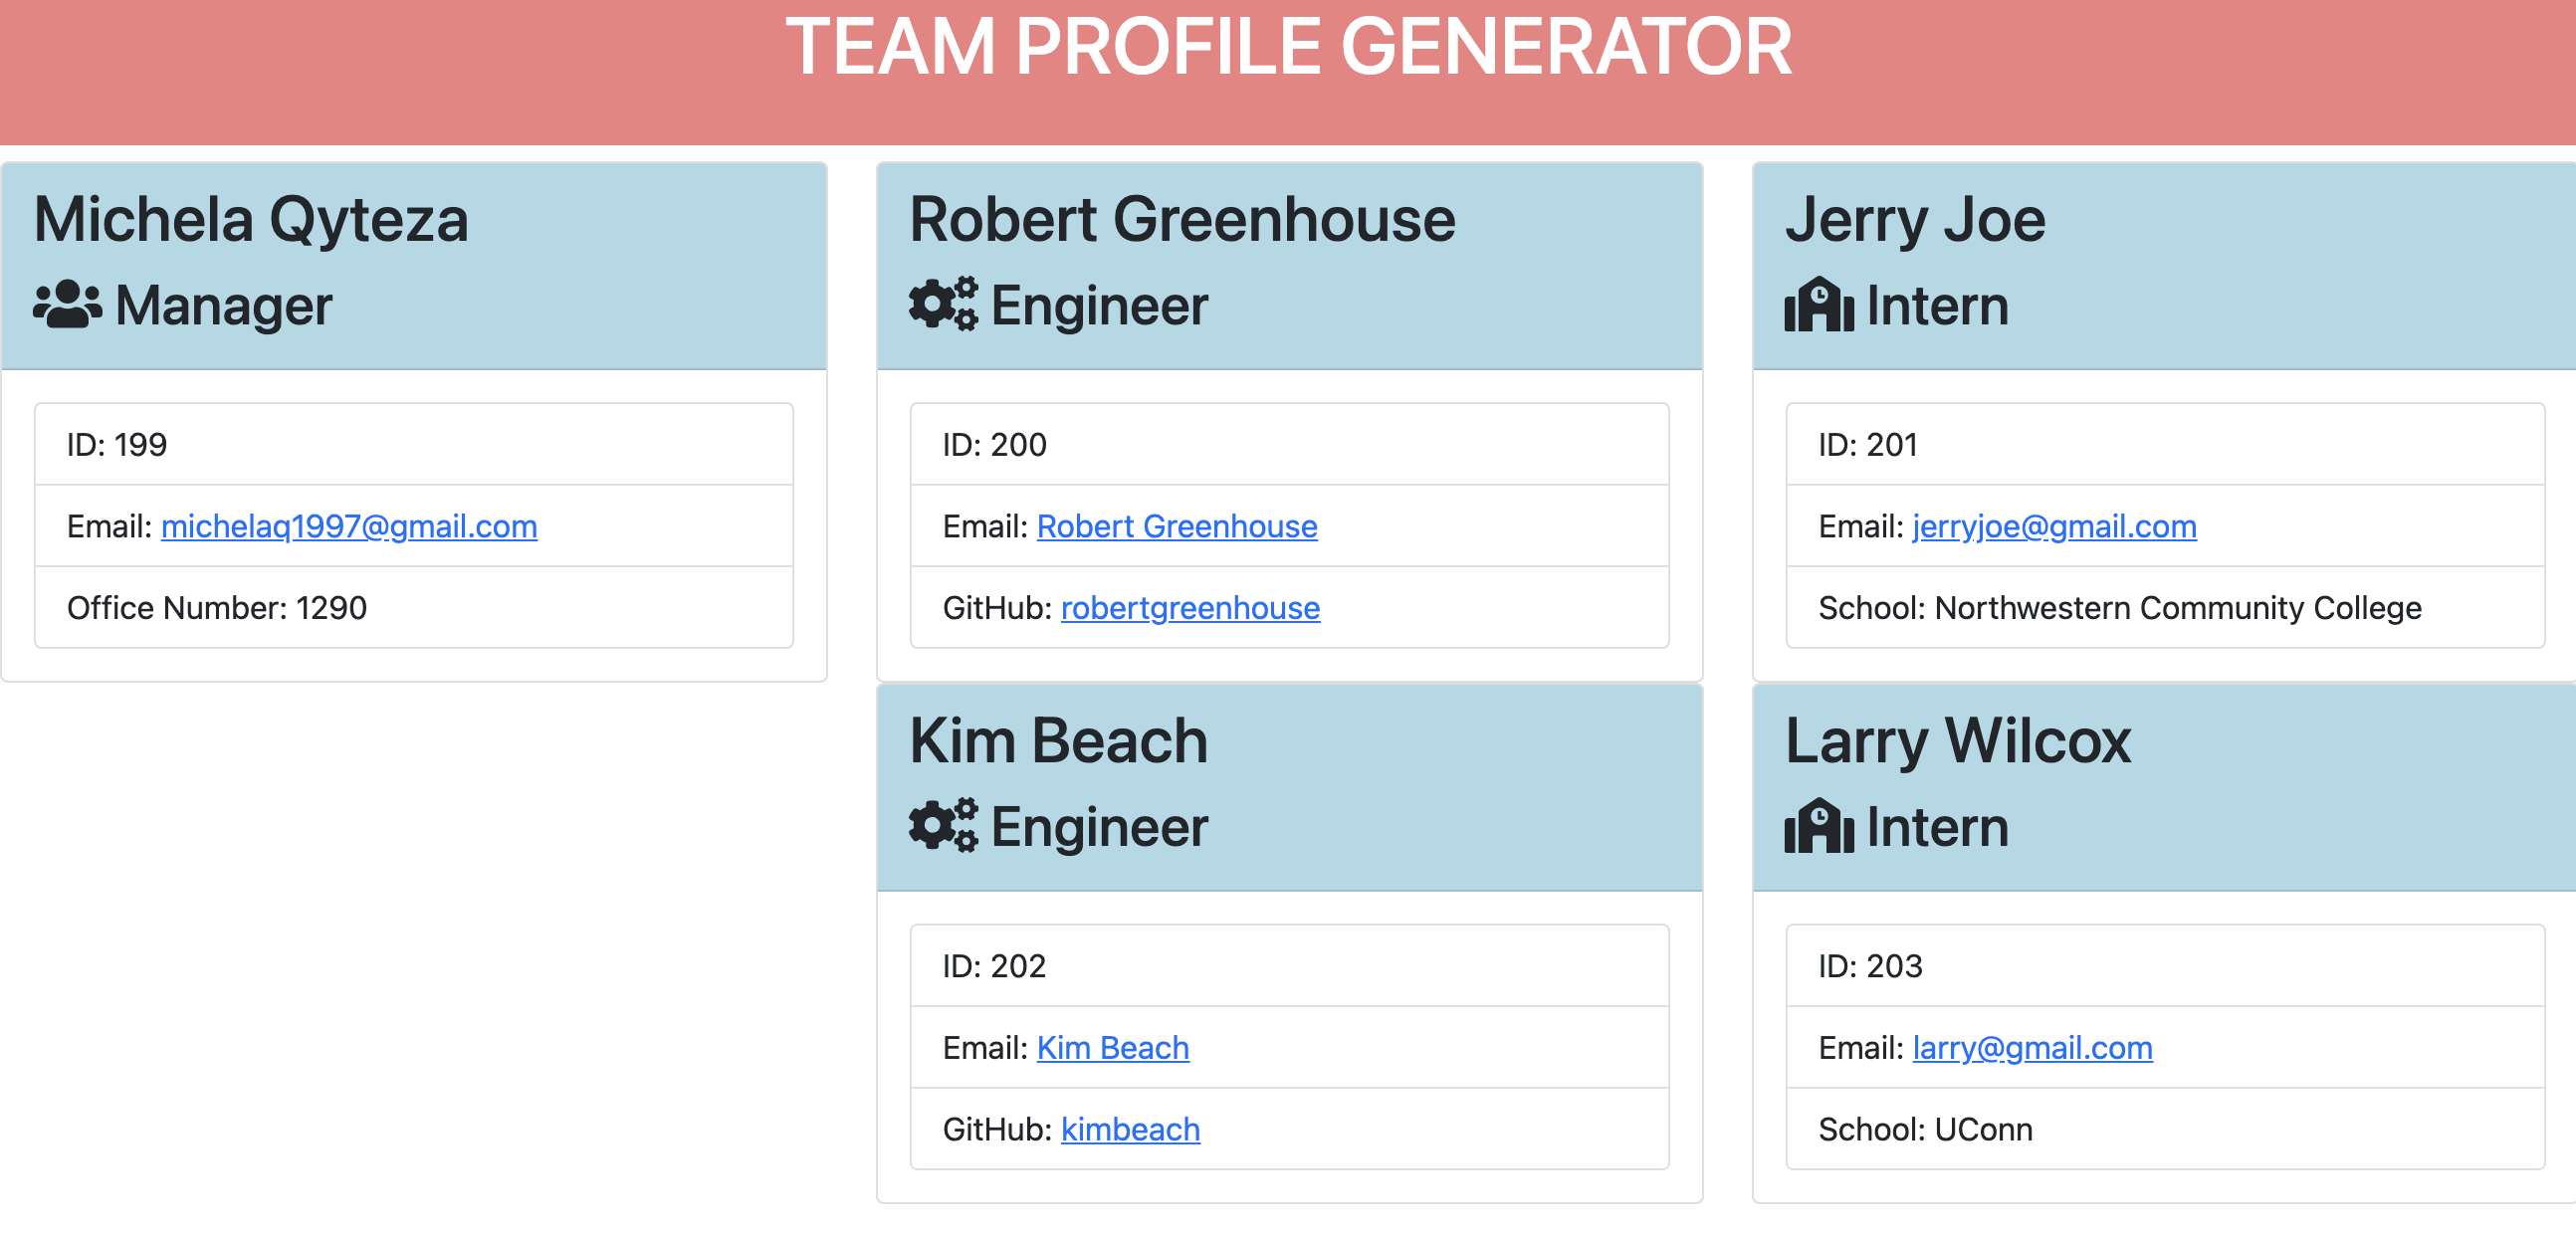 TEAM PROFILE GENERATOR
Michela Qyteza
Manager
ID: 199
Email: michelaq1997@gmail.com
Office Number: 1290
Robert Greenhouse
Engineer
ID: 200
Email: Robert Greenhouse
GitHub: robertgreenhouse
Jerry Joe
Intern
ID: 201
Email: jerryjoe@gmail.com
School: Northwestern Community College
Kim Beach
Engineer
ID: 202
Email: Kim Beach
GitHub: kimbeach
Larry Wilcox
Intern
ID: 203
Email: larry@gmail.com
School: UConn